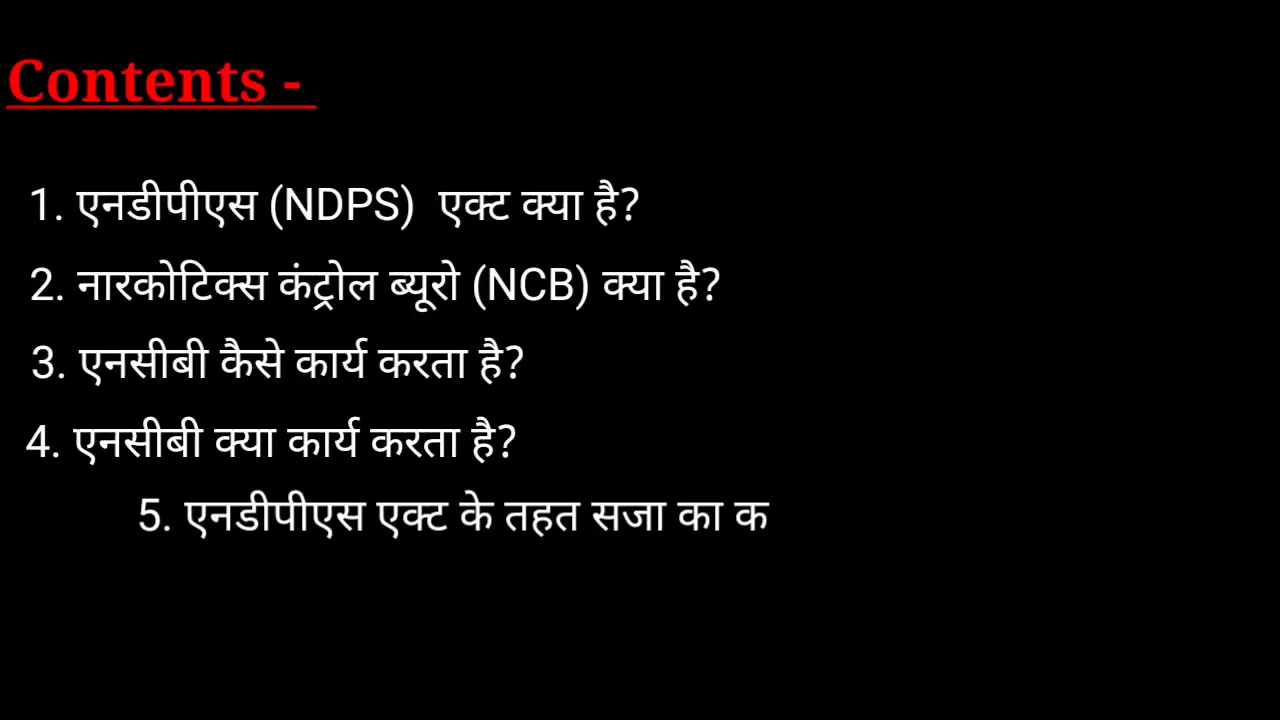 Contents -
1. एनडीपीएस (NDPS) एक्ट क्या है?
2. नारकोटिक्स कंट्रोल ब्यूरो (NCB) क्या है?
3. एनसीबी कैसे कार्य करता है?
4. एनसीबी क्या कार्य करता है?
5. एनडीपीएस एक्ट के तहत सजा का क